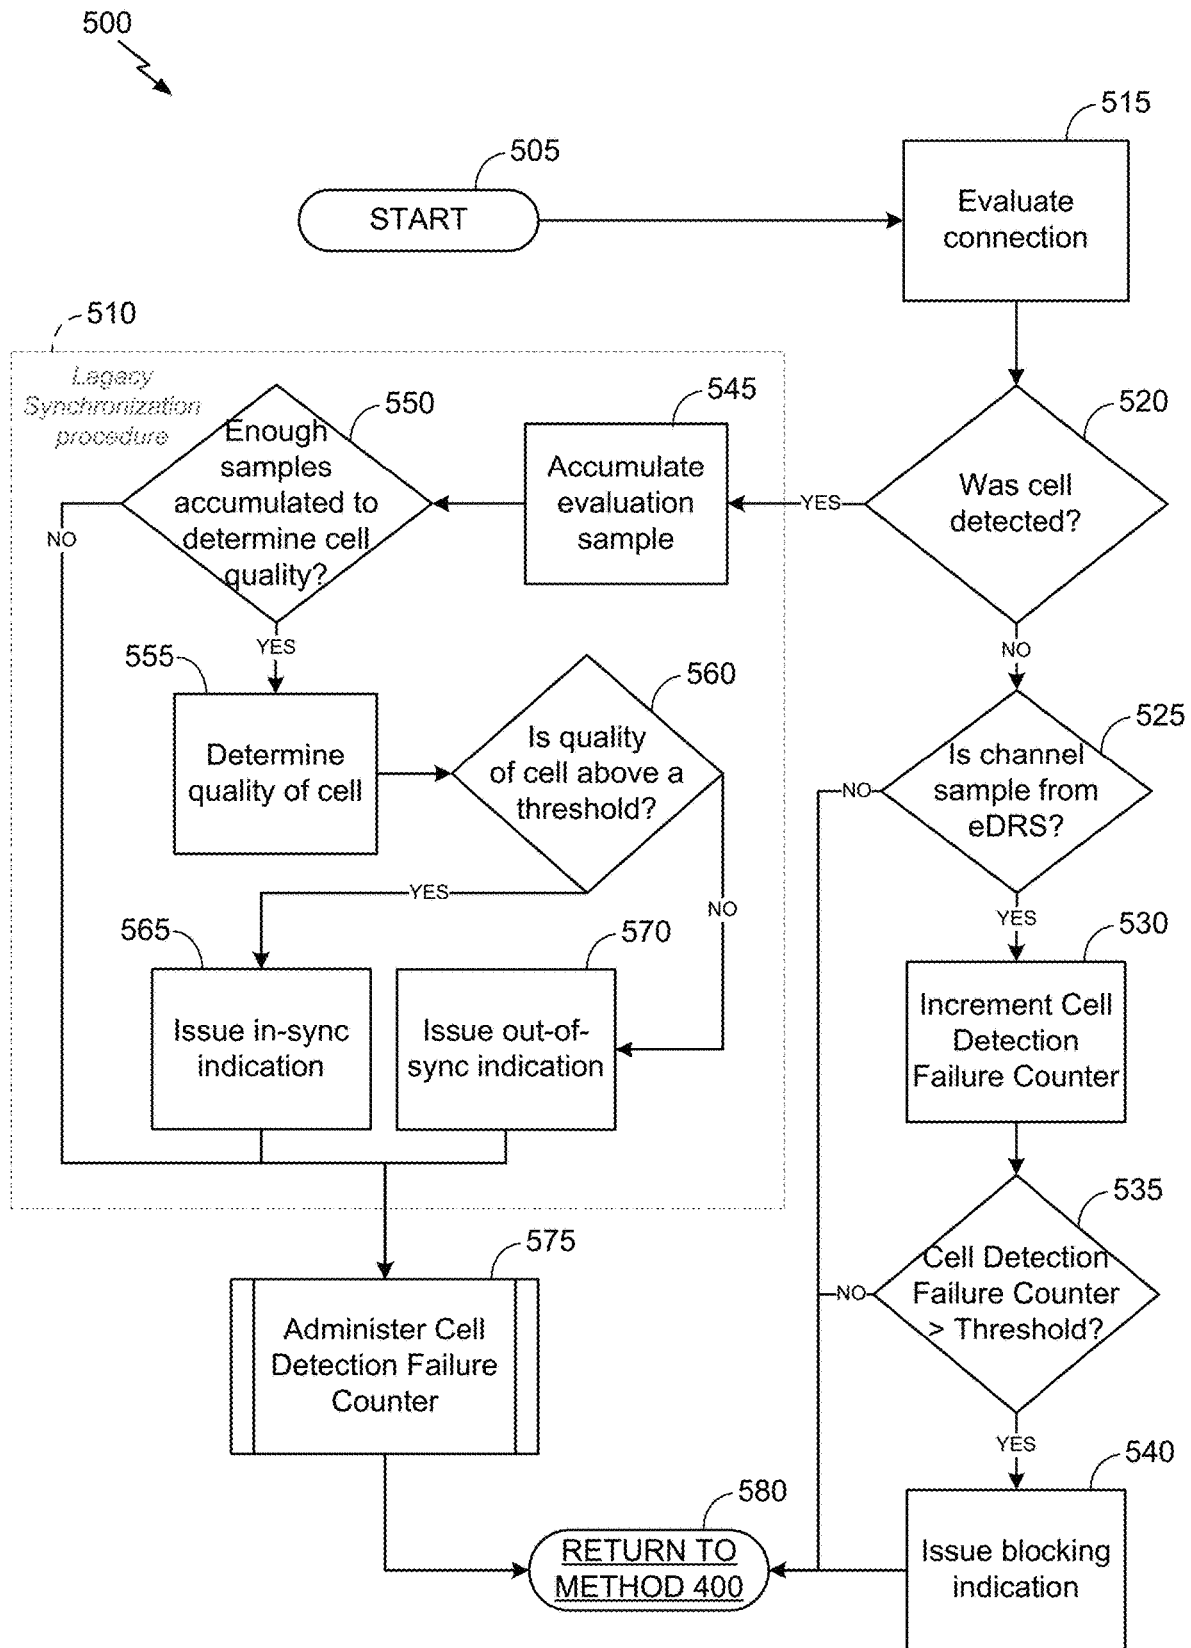 500
505
START
515
Evaluate
connection
510
Legacy
Synchronization
procedure
550
Enough
samples
accumulated to
determine cell
quality?
545
Accumulate
evaluation
sample
YES
520
Was cell
detected?
NO
NO
YES
555
Determine
quality of cell
560
Is quality
of cell above a
threshold?
525
Is channel
sample from
eDRS?
NO
YES
NO
YES
565
Issue in-sync
indication
570
Issue out-of-
sync indication
530
Increment Cell
Detection
Failure Counter
535
Cell Detection
Failure Counter
> Threshold?
NO
YES
575
Administer Cell
Detection Failure
Counter
580
RETURN TO
METHOD 400
540
Issue blocking
indication